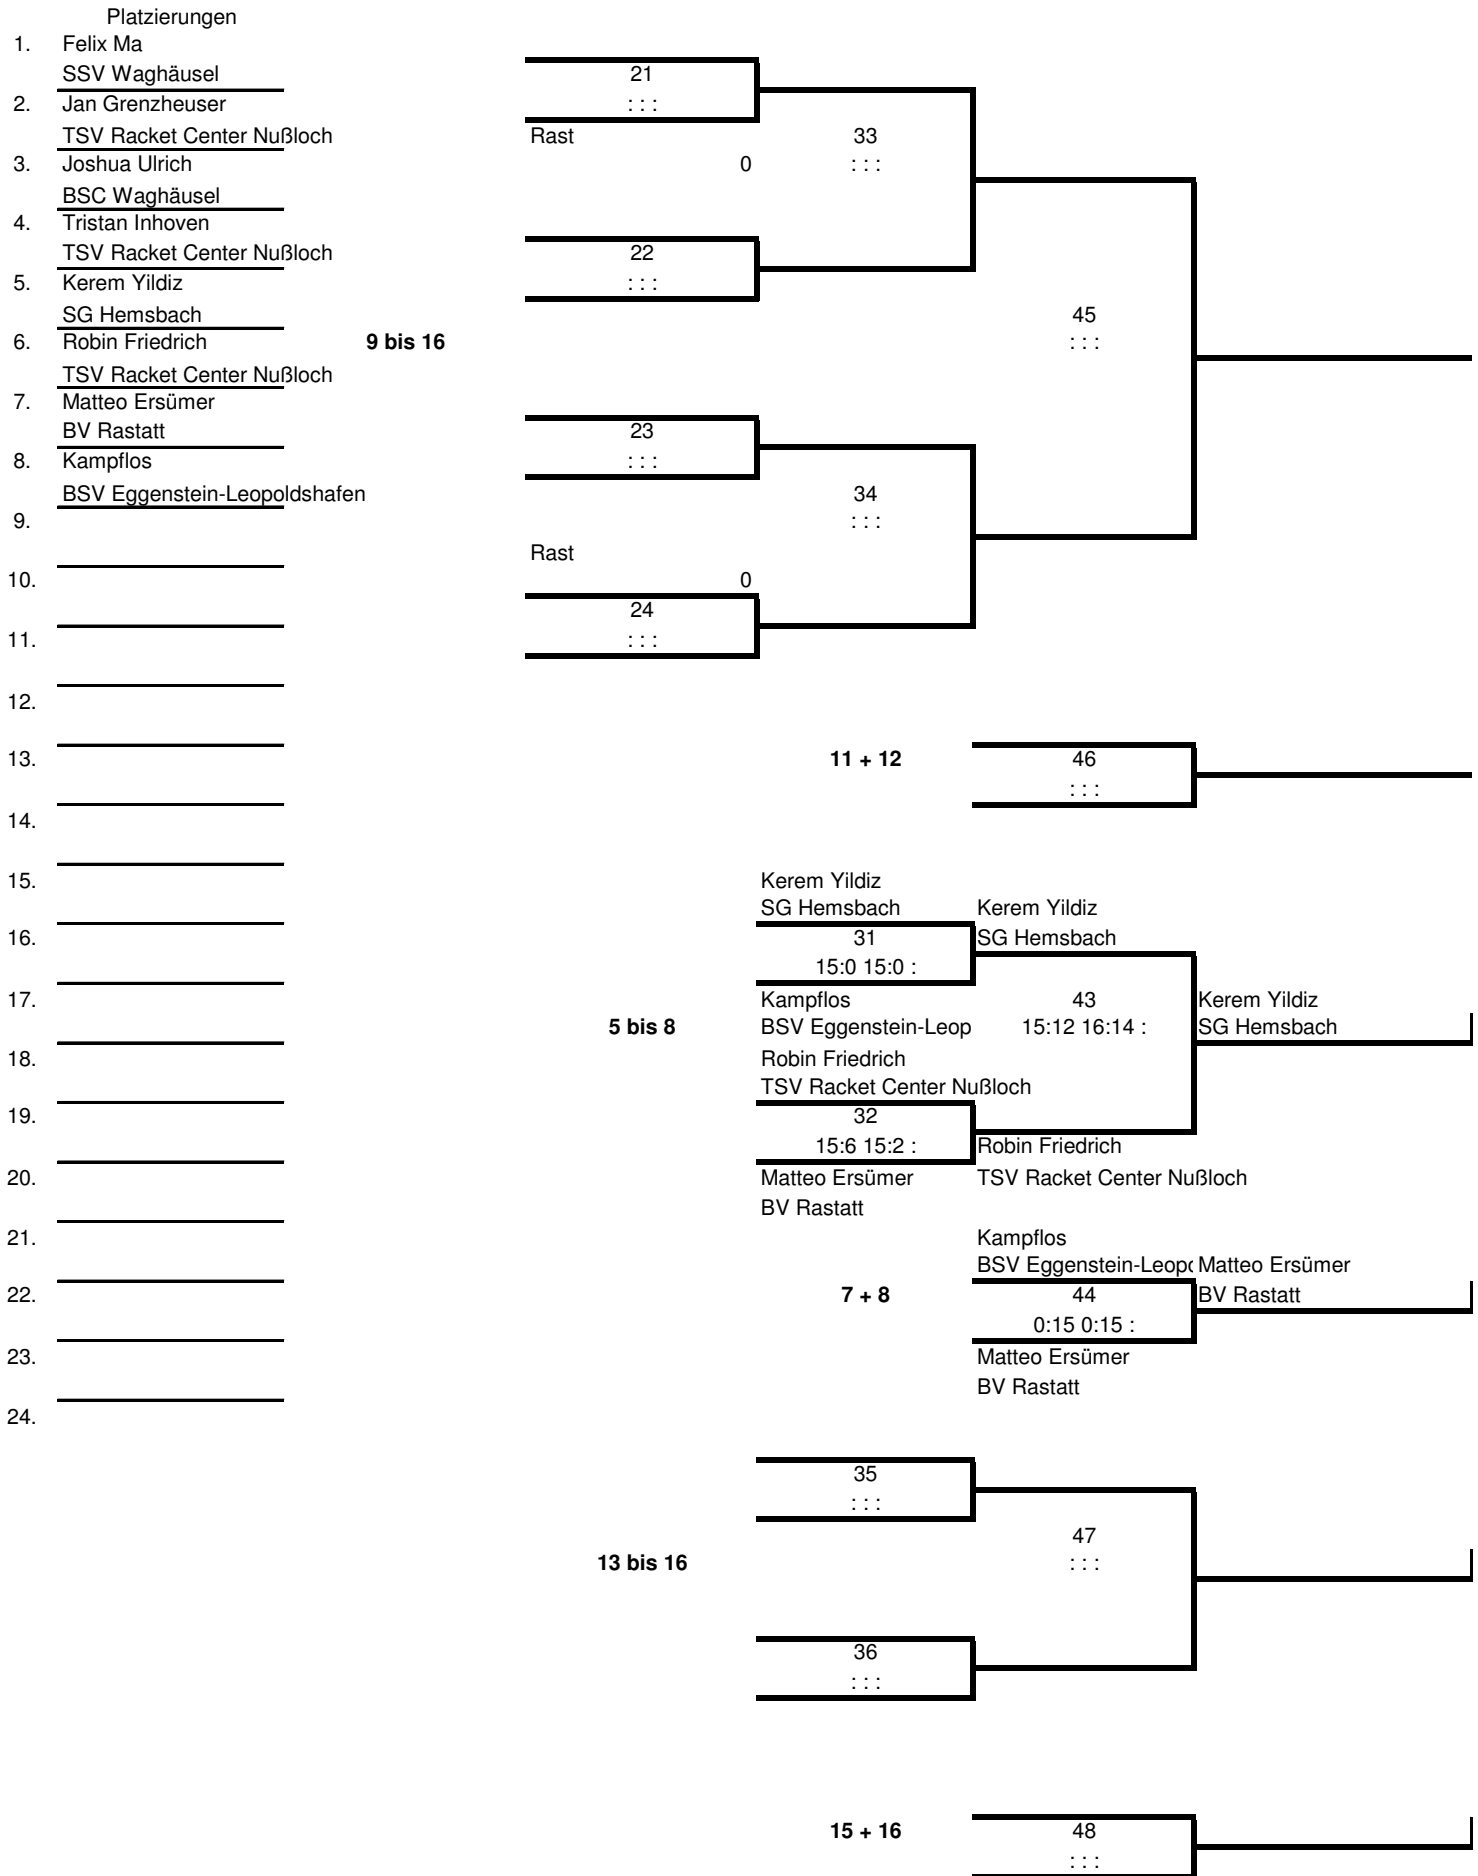 Platzierungen
1. Felix Ma
SSV Waghäusel
2. Jan Grenzheuser
TSV Racket Center Nußloch
3. Joshua Ulrich
BSC Waghäusel
4. Tristan Inhoven
TSV Racket Center Nußloch
5. Kerem Yildiz
SG Hemsbach
6. Robin Friedrich
TSV Racket Center Nußloch
7. Matteo Ersümer
BV Rastatt
8. Kampflos
BSV Eggenstein-Leopoldshafen
9.
10.
11.
12.
13.
14.
15.
16.
17.
18.
19.
20.
21.
22.
23.
24.
9 bis 16
21
: : :
Rast
0
33
: : :
22
: : :
45
: : :
23
: : :
34
: : :
Rast
0
24
: : :
11 + 12
46
: : :
5 bis 8
Kerem Yildiz
SG Hemsbach
31
15:0 15:0 :
Kampflos
BSV Eggenstein-Leop
Robin Friedrich
TSV Racket Center Nußloch
32
15:6 15:2 :
Matteo Ersümer
BV Rastatt
Kerem Yildiz
SG Hemsbach
43
15:12 16:14 :
Robin Friedrich
TSV Racket Center Nußloch
Kerem Yildiz
SG Hemsbach
7 + 8
Kampflos
BSV Eggenstein-Leop
44
0:15 0:15 :
Matteo Ersümer
BV Rastatt
Matteo Ersümer
BV Rastatt
13 bis 16
35
: : :
47
: : :
36
: : :
15 + 16
48
: : :